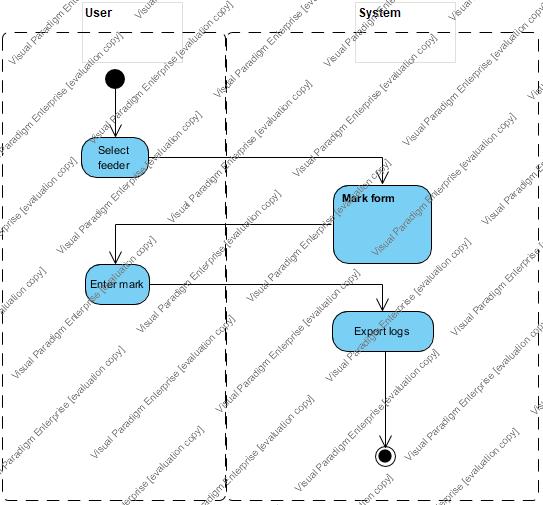 User
System
Select
feeder
Mark form
Enter mark
Export logs
Visual Paradigm Enterprise [evaluation copy]